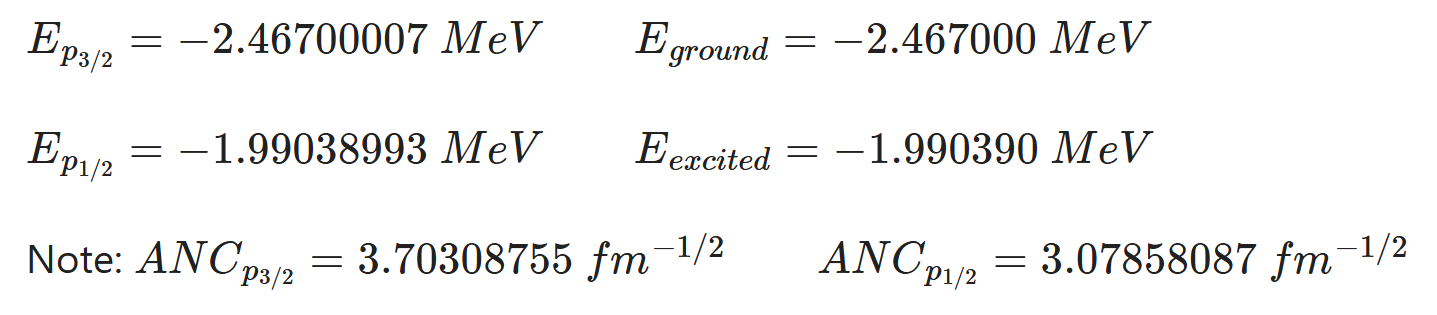 E_{p_{3/2}} = −2.46700007 MeV E_{ground} = −2.467000 MeV
E_{p_{1/2}} = −1.99038993 MeV E_{excited} = −1.990390 MeV
Note: ANC_{p_{3/2}} = 3.70308755 fm^{−1/2} ANC_{p_{1/2}} = 3.07858087 fm^{−1/2}